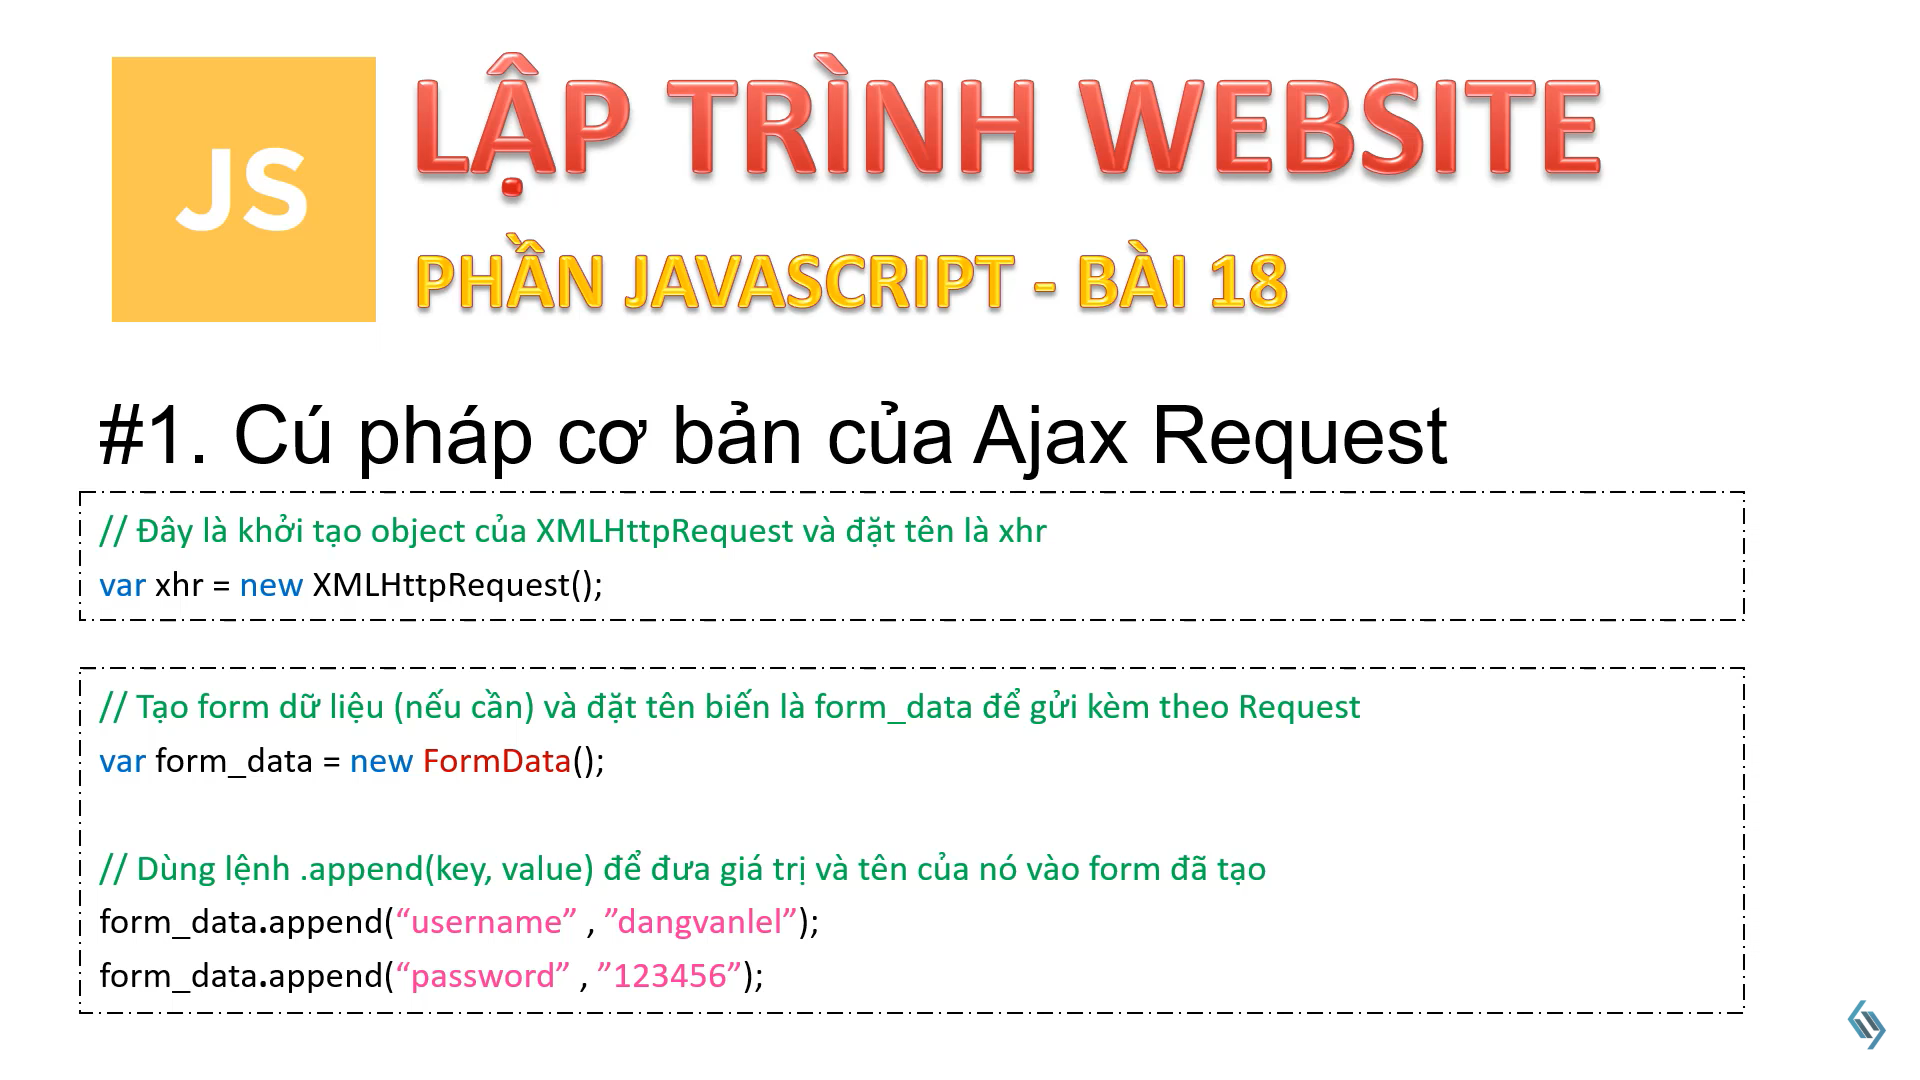 JS
LẬP TRÌNH WEBSITE
PHẦN JAVASCRIPT - BÀI 18
#1. Cú pháp cơ bản của Ajax Request
// Đây là khởi tạo object của XMLHttpRequest và đặt tên là xhr
var xhr = new XMLHttpRequest();
// Tạo form dữ liệu (nếu cần) và đặt tên biến là form_data để gửi kèm theo Request
var form_data = new FormData();
// Dùng lệnh .append(key, value) để đưa giá trị và tên của nó vào form đã tạo
form_data.append(“username” , ”dangvanlel”);
form_data.append(“password” , ”123456”);